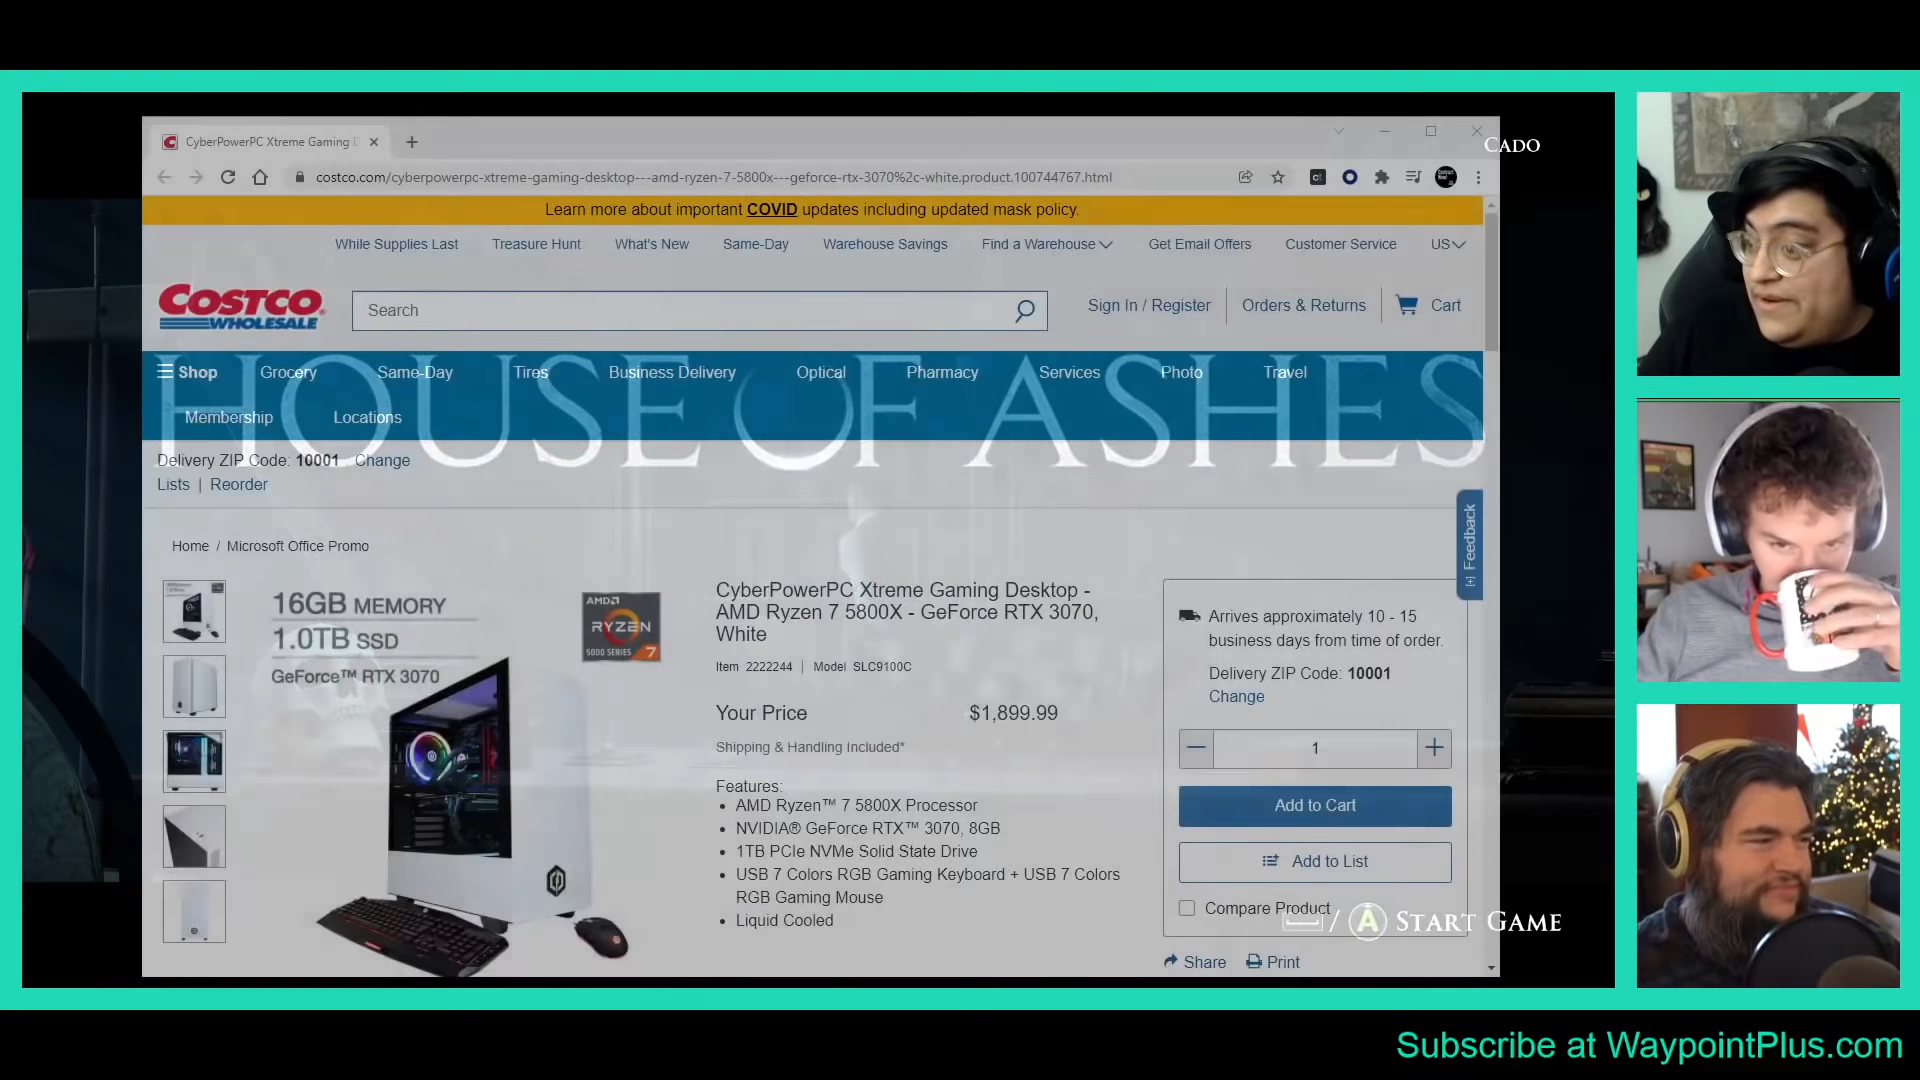 CyberPowerPC Xtreme Gaming D
CADO
costco.com/cyberpowerpc-xtreme-gaming-desktop---amd-ryzen-7-5800x---geforce-rtx-3070%2c-white.product.100744767.html
Learn more about important COVID updates including updated mask policy.
While Supplies Last
Treasure Hunt
What's New
Same-Day
Warehouse Savings
Find a Warehouse
Get Email Offers
Customer Service
US
COSTCO
WHOLESALE
Search
Sign In / Register
Orders & Returns
Cart
Shop
Grocery
Same-Day
Tires
Business Delivery
Optical
Pharmacy
Services
Photo
Travel
Membership
Locations
HOUSE OF ASHES
Delivery ZIP Code: 10001 Change
Lists | Reorder
[+] Feedback
Home / Microsoft Office Promo
16GB MEMORY
1.0TB SSD
GeForce™ RTX 3070
AMD
RYZEN
5000 SERIES 7
CyberPowerPC Xtreme Gaming Desktop -
AMD Ryzen 7 5800X - GeForce RTX 3070,
White
Item 2222244 | Model SLC9100C
Your Price $1,899.99
Shipping & Handling Included*
Features:
AMD Ryzen™ 7 5800X Processor
NVIDIA® GeForce RTX™ 3070, 8GB
1TB PCIe NVMe Solid State Drive
USB 7 Colors RGB Gaming Keyboard + USB 7 Colors
RGB Gaming Mouse
Liquid Cooled
Arrives approximately 10 - 15
business days from time of order.
Delivery ZIP Code: 10001
Change
1
Add to Cart
Add to List
Compare Product
/ A START GAME
Share
Print
Subscribe at WaypointPlus.com